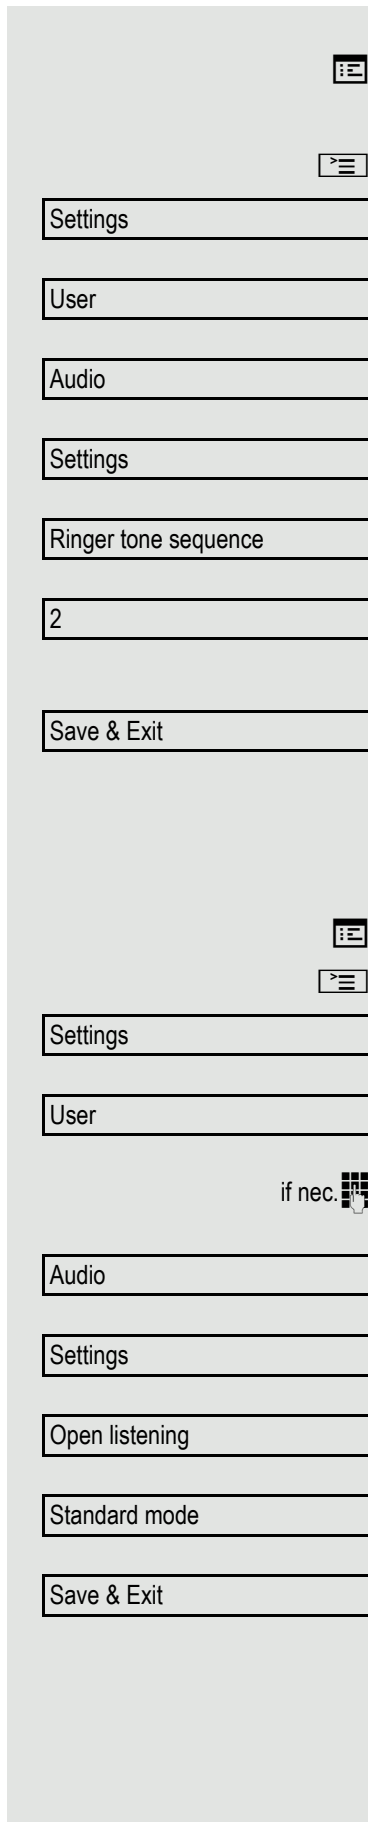 Settings
User
Audio
Settings
Ringer tone sequence
2
Save & Exit
Settings
User
if nec.
Audio
Settings
Open listening
Standard mode
Save & Exit